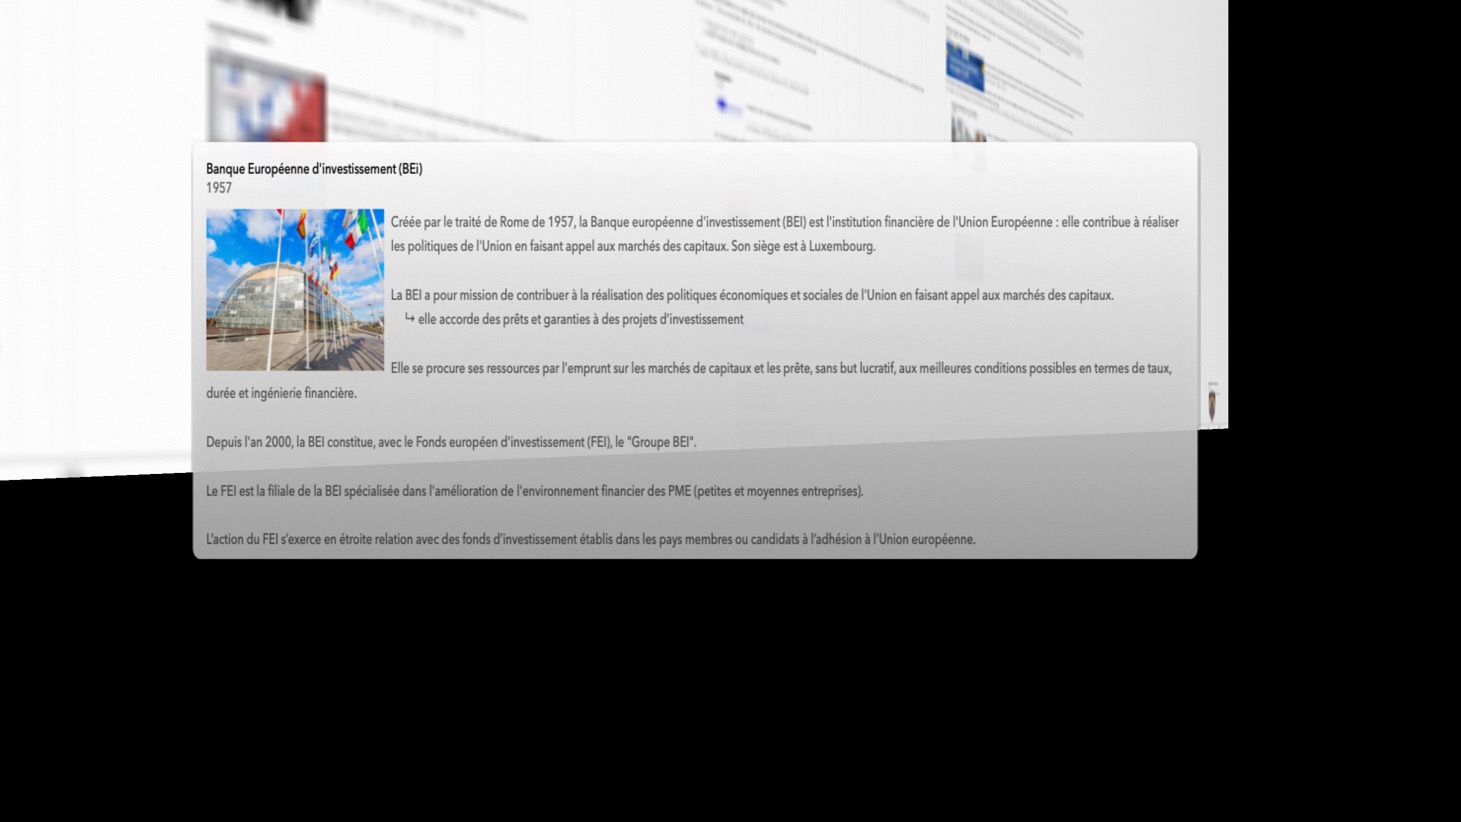 Banque Européenne d'investissement (BEi)
1957
Créée par le traité de Rome de 1957, la Banque européenne d'investissement (BEI) est l'institution financière de l'Union Européenne : elle contribue à réaliser
les politiques de l'Union en faisant appel aux marchés des capitaux. Son siège est à Luxembourg.
La BEI a pour mission de contribuer à la réalisation des politiques économiques et sociales de l’Union en faisant appel aux marchés des capitaux.
↳ elle accorde des prêts et garanties à des projets d’investissement
Elle se procure ses ressources par l'emprunt sur les marchés de capitaux et les prête, sans but lucratif, aux meilleures conditions possibles en termes de taux,
durée et ingénierie financière.
Depuis l'an 2000, la BEI constitue, avec le Fonds européen d'investissement (FEI), le "Groupe BEI".
Le FEI est la filiale de la BEI spécialisée dans l'amélioration de l'environnement financier des PME (petites et moyennes entreprises).
L’action du FEI s’exerce en étroite relation avec des fonds d’investissement établis dans les pays membres ou candidats à l’adhésion à l’Union européenne.